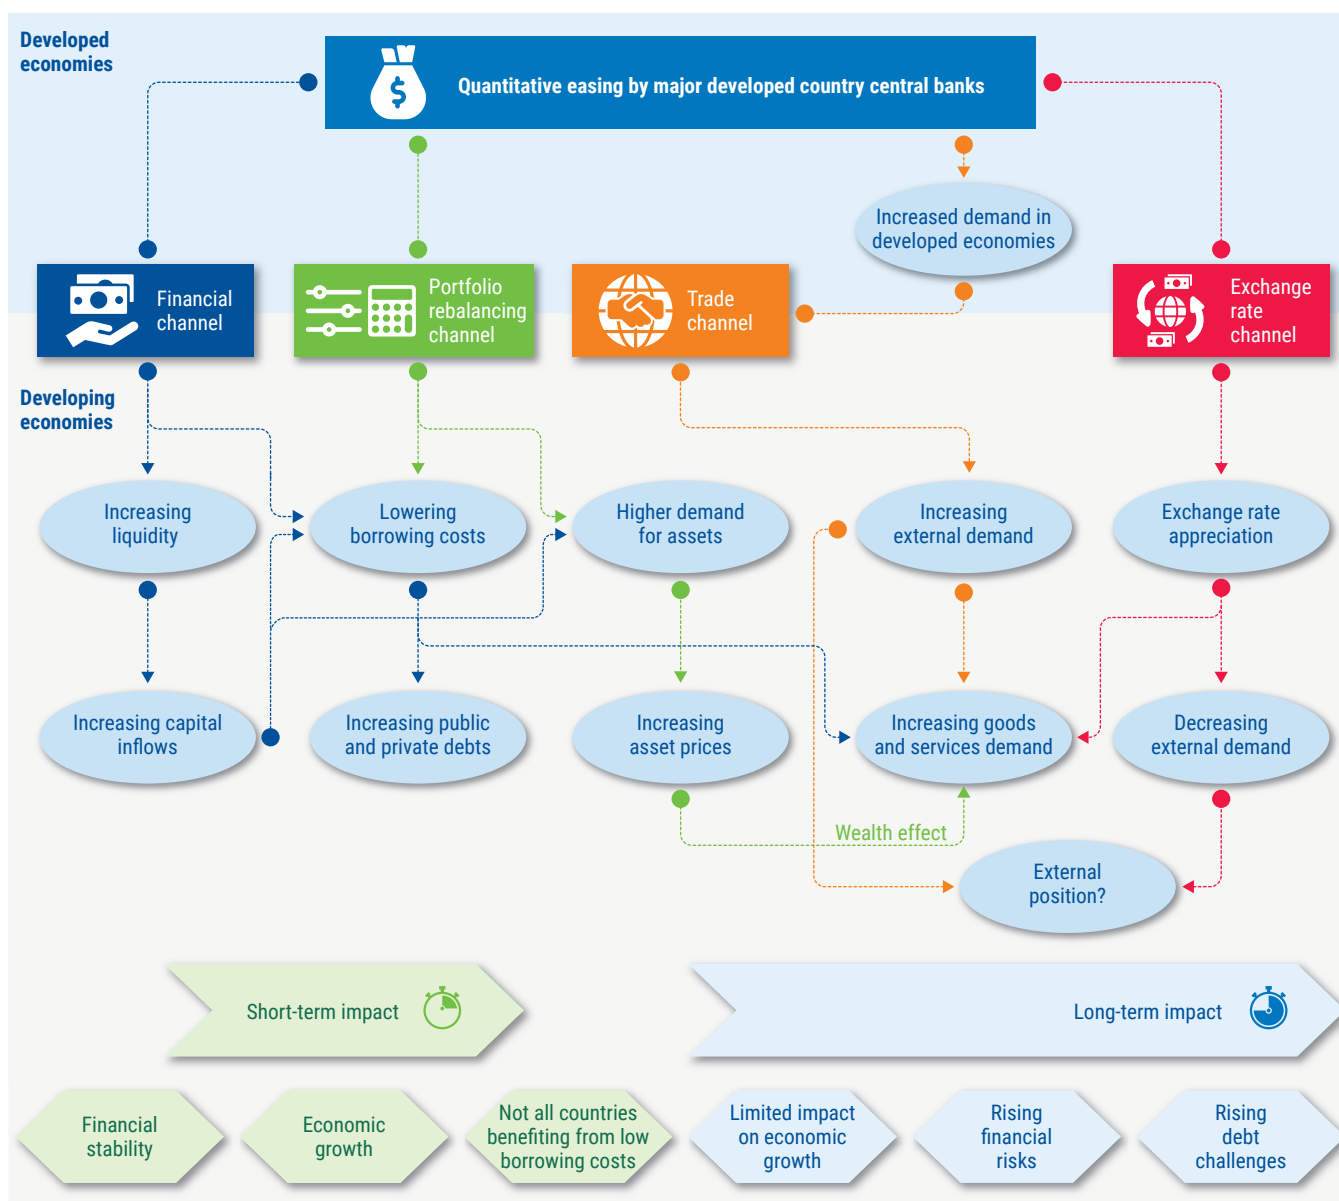 Developed
economies
$
Quantitative easing by major developed country central banks
Increased demand in
developed economies
Financial
channel
Portfolio
rebalancing
channel
Trade
channel
Exchange
rate
channel
Developing
economies
Increasing
liquidity
Lowering
borrowing costs
Higher demand
for assets
Increasing
external demand
Exchange rate
appreciation
Increasing capital
inflows
Increasing public
and private debts
Increasing
asset prices
Increasing goods
and services demand
Decreasing
external demand
Wealth effect
External
position?
Short-term impact
Long-term impact
Financial
stability
Economic
growth
Not all countries
benefiting from low
borrowing costs
Limited impact
on economic
growth
Rising
financial
risks
Rising
debt
challenges